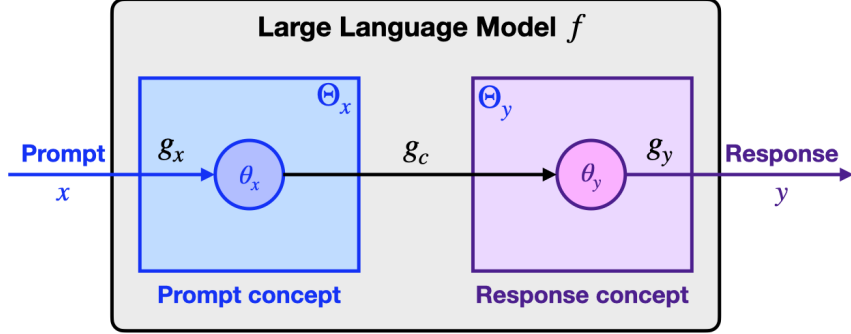 Large Language Model f
Θx Θy
Prompt gx gc gy Response
x θx θy y
Prompt concept Response concept